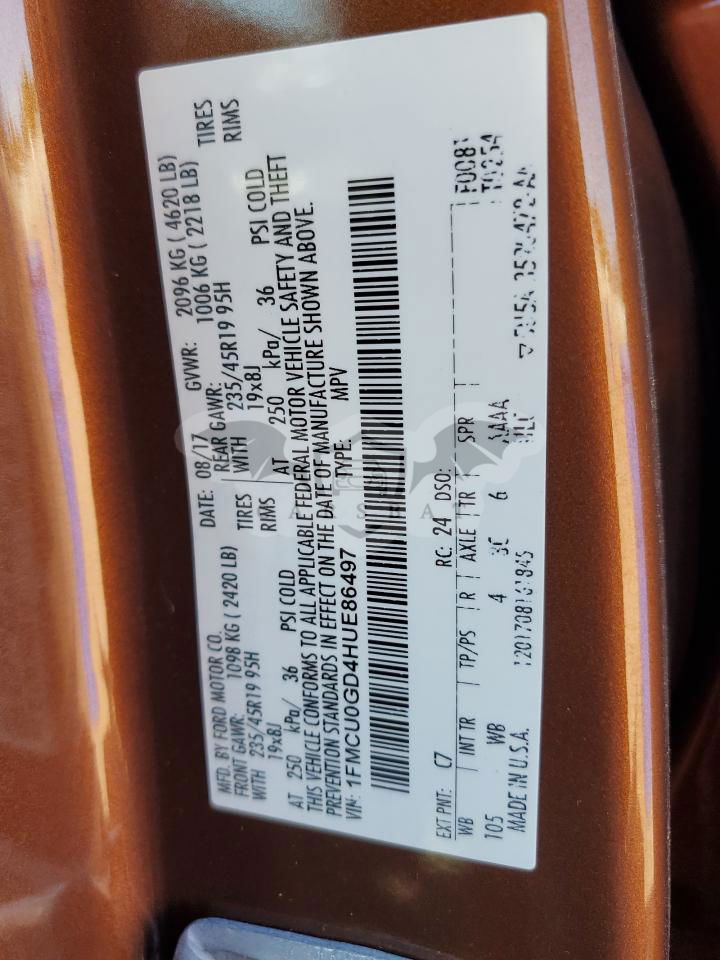 MFD. BY FORD MOTOR CO. DATE: 08/17 GVWR: 2096 KG ( 4620 LB)
FRONT GAWR: 1098 KG ( 2420 LB) REAR GAWR: 1006 KG ( 2218 LB)
WITH 235/45R19 95H TIRES WITH 235/45R19 95H TIRES
19x8J RIMS 19x8J RIMS
AT 250 kPa/ 36 PSI COLD AT 250 kPa/ 36 PSI COLD
THIS VEHICLE CONFORMS TO ALL APPLICABLE FEDERAL MOTOR VEHICLE SAFETY AND THEFT
PREVENTION STANDARDS IN EFFECT ON THE DATE OF MANUFACTURE SHOWN ABOVE.
VIN: 1FMCU0GD4HUE86497 TYPE: MPV
EXT PNT: C7 RC: 24 DSO: F0081
WB INT TR TP/PS R AXLE TR SPR T0254
105 WB 4 6 AAAA
MADE IN U.S.A.